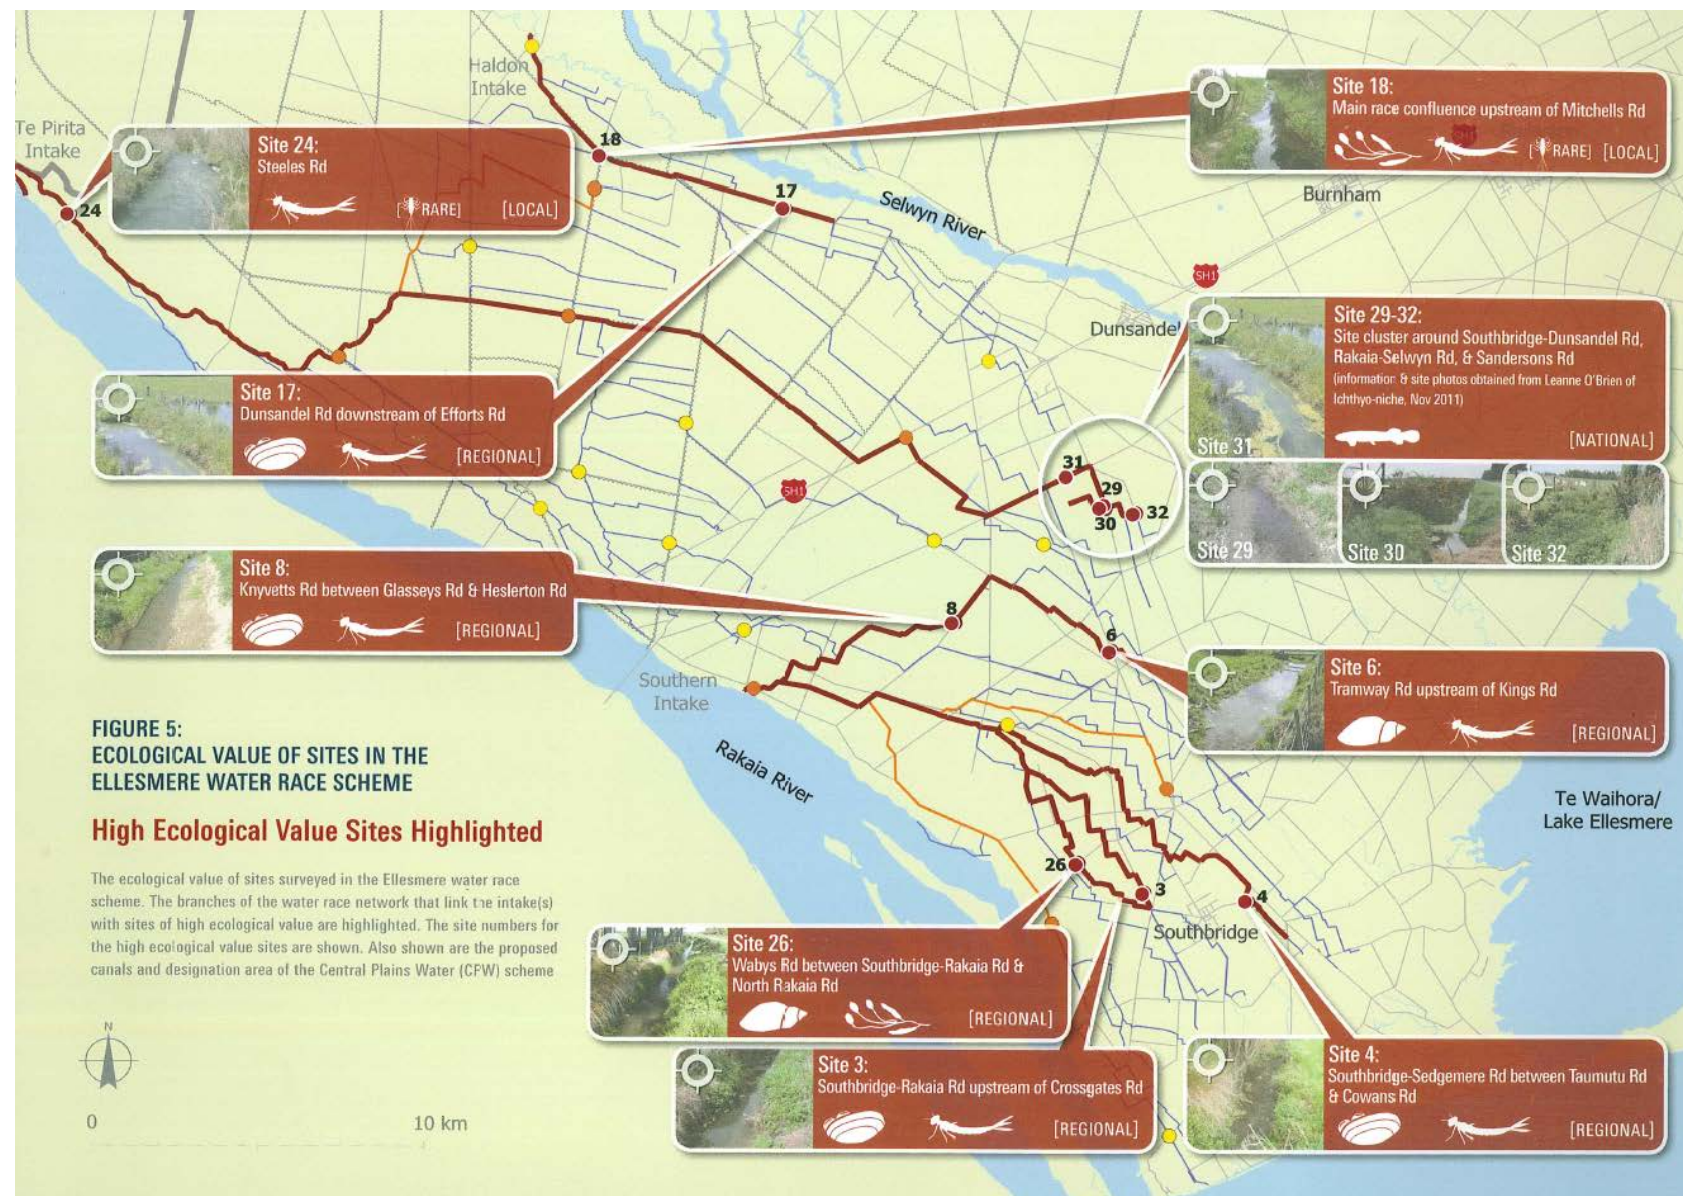 Haldon
Intake
Te Pirita
Intake
Site 24:
Steeles Rd
[RARE] [LOCAL]
24
18
17
Site 18:
Main race confluence upstream of Mitchells Rd
[RARE] [LOCAL]
Burnham
Selwyn River
SH1
Dunsandel
Site 29-32:
Site cluster around Southbridge-Dunsandel Rd,
Rakaia-Selwyn Rd, & Sandersons Rd
(information & site photos obtained from Leanne O'Brien of
Ichthyo-niche, Nov 2011)
[NATIONAL]
Site 31
Site 29
Site 30
Site 32
Site 17:
Dunsandel Rd downstream of Efforts Rd
[REGIONAL]
SH1
31
29
30
32
Site 8:
Knyvetts Rd between Glasseys Rd & Heslerton Rd
[REGIONAL]
8
6
Site 6:
Tramway Rd upstream of Kings Rd
[REGIONAL]
Southern
Intake
Rakaia River
FIGURE 5:
ECOLOGICAL VALUE OF SITES IN THE
ELLESMERE WATER RACE SCHEME
High Ecological Value Sites Highlighted
The ecological value of sites surveyed in the Ellesmere water race
scheme. The branches of the water race network that link the intake(s)
with sites of high ecological value are highlighted. The site numbers for
the high ecological value sites are shown. Also shown are the proposed
canals and designation area of the Central Plains Water (CPW) scheme
Te Waihora/
Lake Ellesmere
26
3
4
Southbridge
Site 26:
Wabys Rd between Southbridge-Rakaia Rd &
North Rakaia Rd
[REGIONAL]
Site 3:
Southbridge-Rakaia Rd upstream of Crossgates Rd
[REGIONAL]
Site 4:
Southbridge-Sedgemere Rd between Taumutu Rd
& Cowans Rd
[REGIONAL]
N
0 10 km